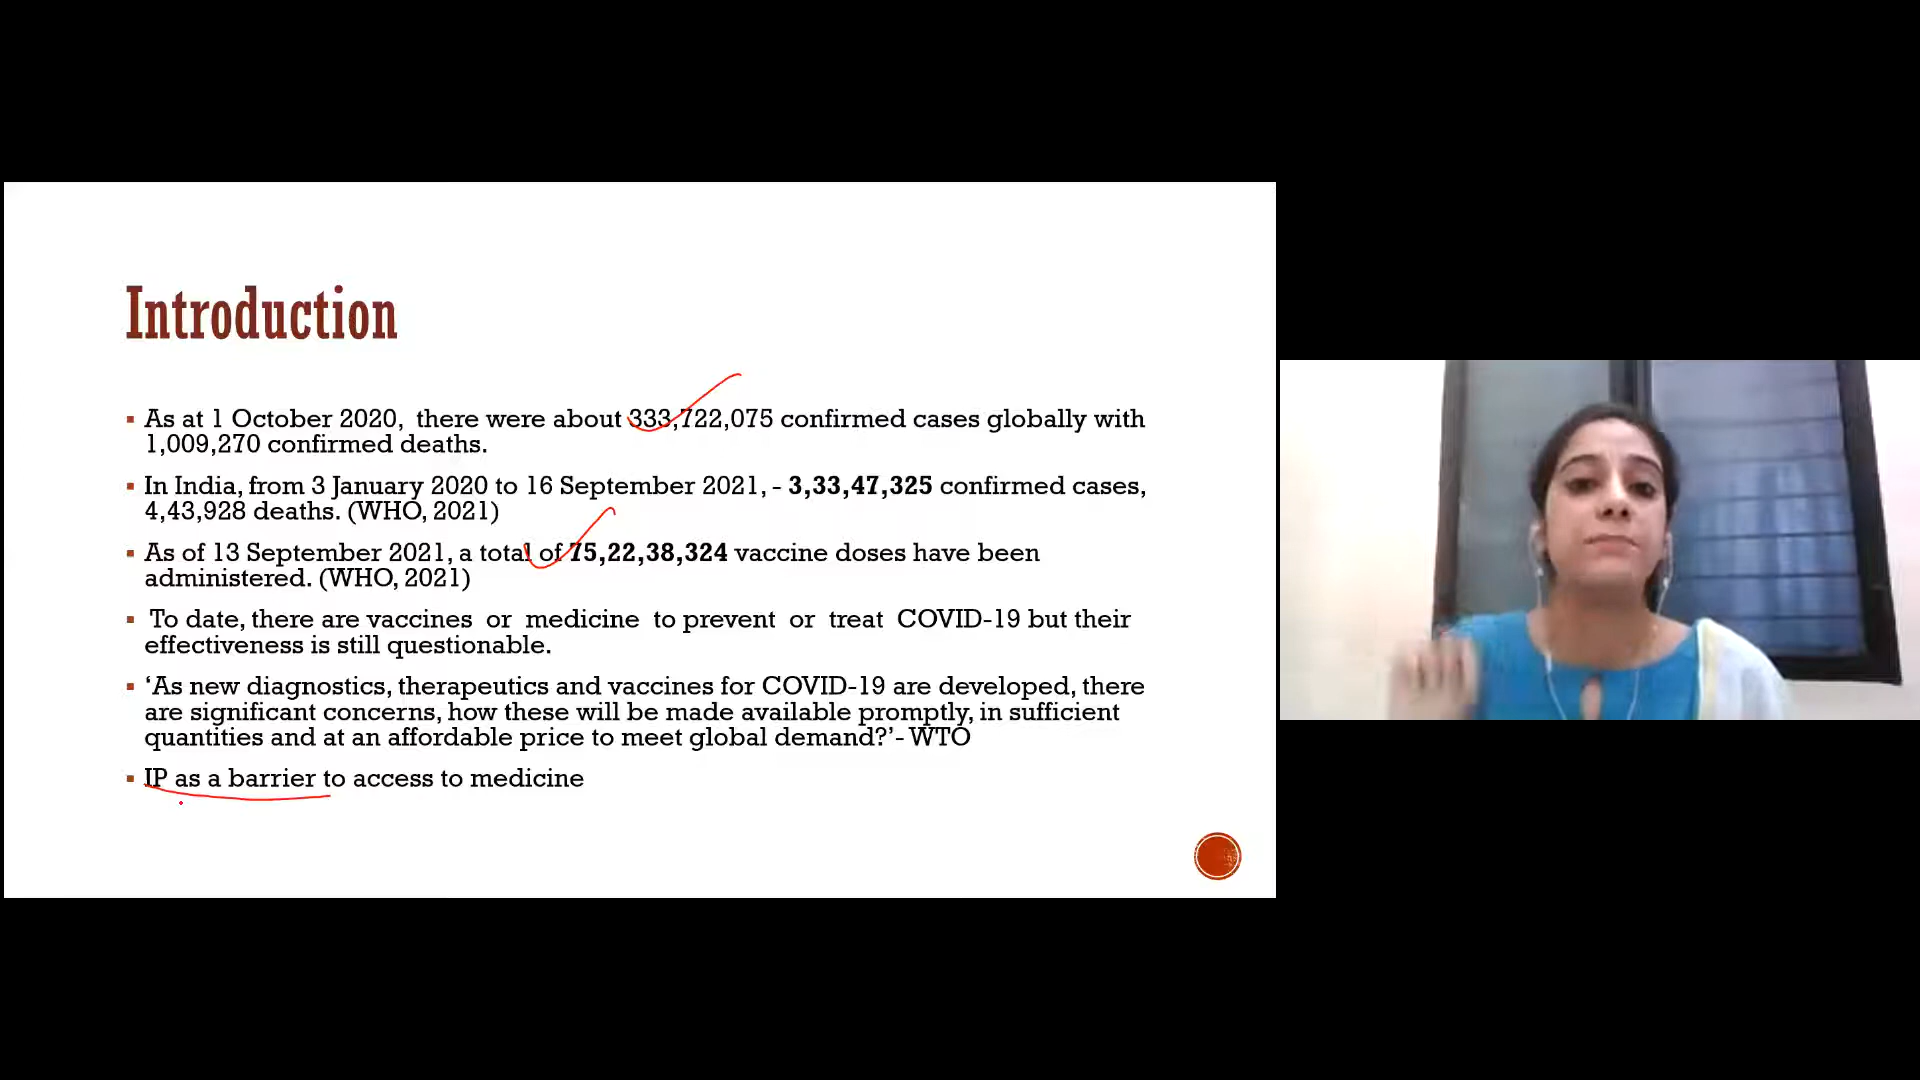 Introduction
As at 1 October 2020, there were about 333,722,075 confirmed cases globally with
1,009,270 confirmed deaths.
In India, from 3 January 2020 to 16 September 2021, - 3,33,47,325 confirmed cases,
4,43,928 deaths. (WHO, 2021)
As of 13 September 2021, a total of 75,22,38,324 vaccine doses have been
administered. (WHO, 2021)
To date, there are vaccines or medicine to prevent or treat COVID-19 but their
effectiveness is still questionable.
‘As new diagnostics, therapeutics and vaccines for COVID-19 are developed, there
are significant concerns, how these will be made available promptly, in sufficient
quantities and at an affordable price to meet global demand?’- WTO
IP as a barrier to access to medicine